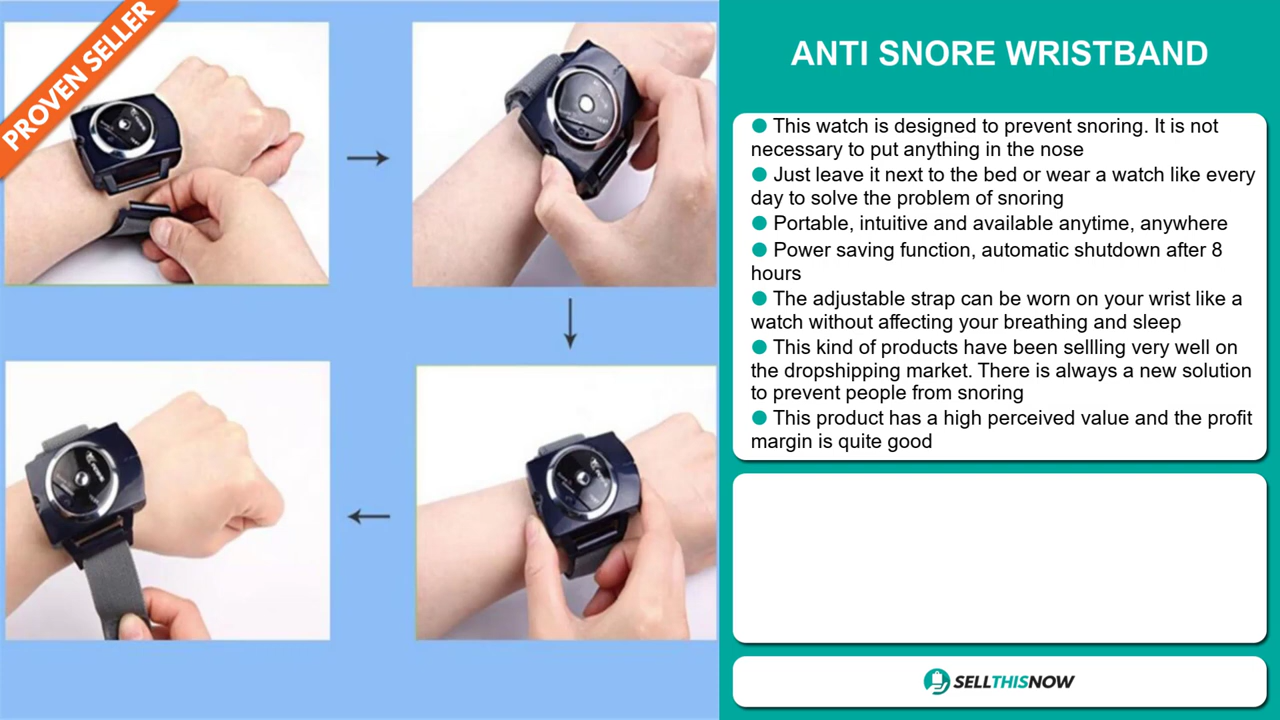 PROVEN SELLER
ANTI SNORE WRISTBAND
● This watch is designed to prevent snoring. It is not
necessary to put anything in the nose
● Just leave it next to the bed or wear a watch like every
day to solve the problem of snoring
● Portable, intuitive and available anytime, anywhere
● Power saving function, automatic shutdown after 8
hours
● The adjustable strap can be worn on your wrist like a
watch without affecting your breathing and sleep
● This kind of products have been sellling very well on
the dropshipping market. There is always a new solution
to prevent people from snoring
● This product has a high perceived value and the profit
margin is quite good
SELLTHISNOW